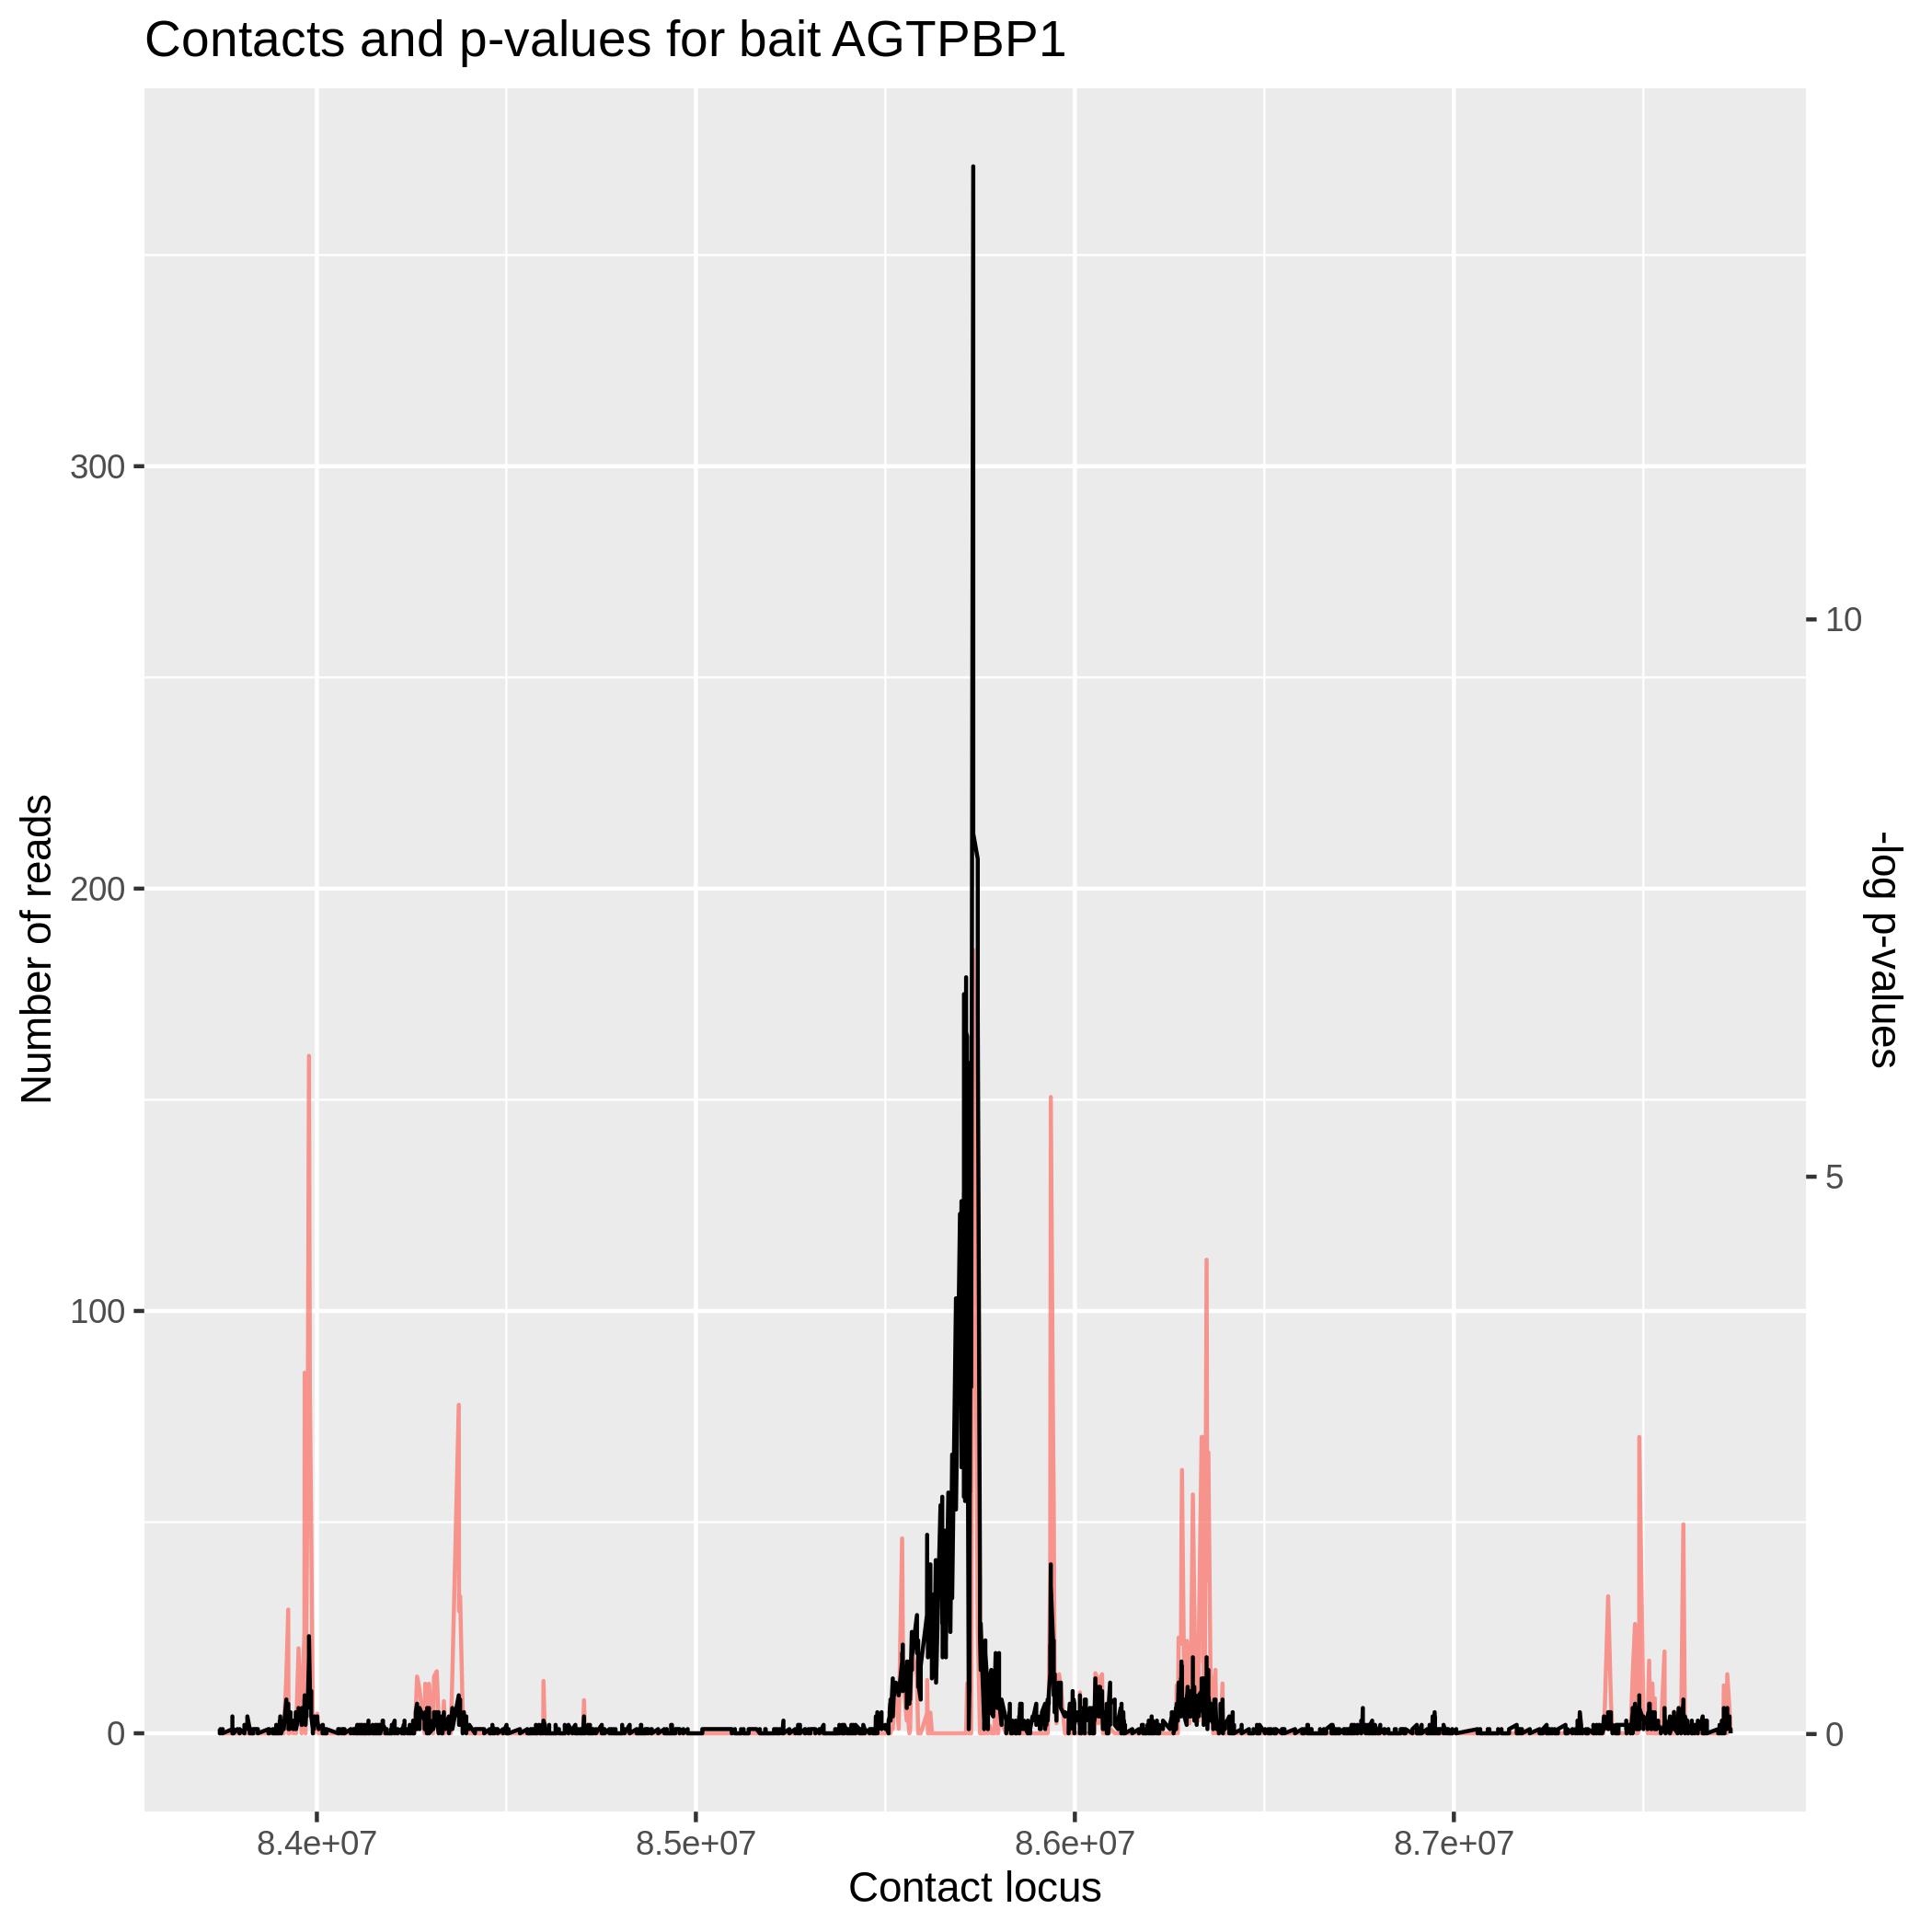 Contacts and p-values for bait AGTPBP1
300
200
100
0
10
5
0
Number of reads
-log p-values
8.4e+07
8.5e+07
8.6e+07
8.7e+07
Contact locus